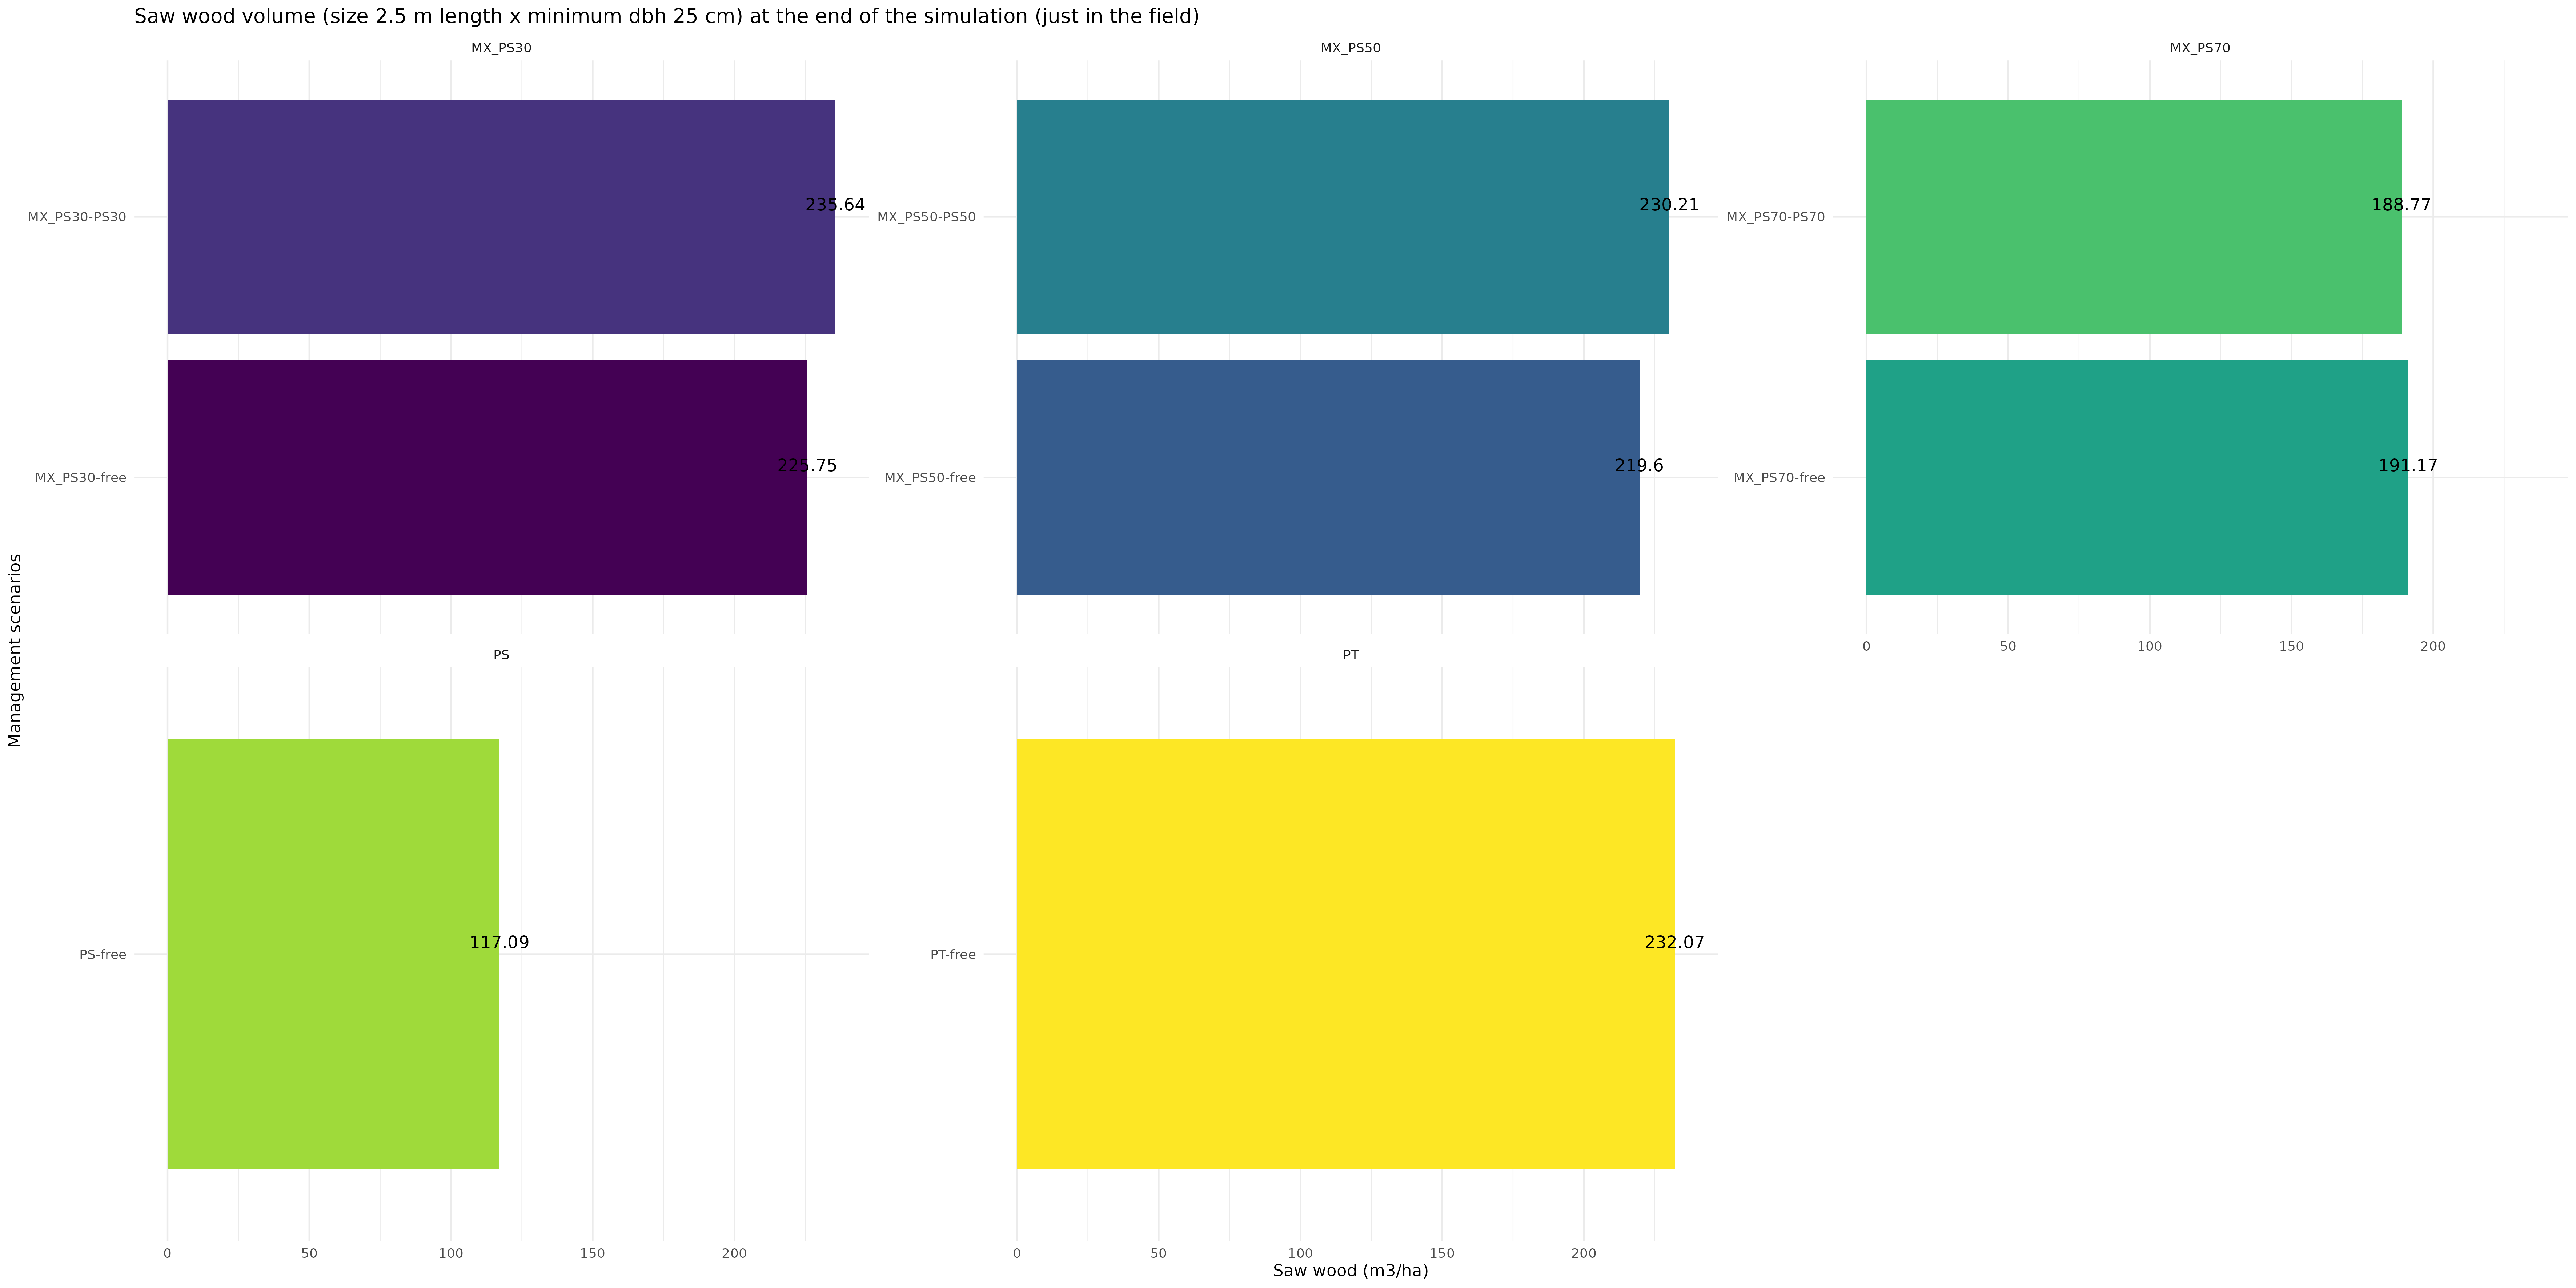 Saw wood volume (size 2.5 m length x minimum dbh 25 cm) at the end of the simulation (just in the field)
MX_PS30
MX_PS50
MX_PS70
MX_PS30-PS30
235.64
MX_PS50-PS50
230.21
MX_PS70-PS70
188.77
MX_PS30-free
225.75
MX_PS50-free
219.6
MX_PS70-free
191.17
0 50 100 150 200
PS
PT
Management scenarios
PS-free
117.09
PT-free
232.07
0 50 100 150 200
0 50 100 150 200
Saw wood (m3/ha)